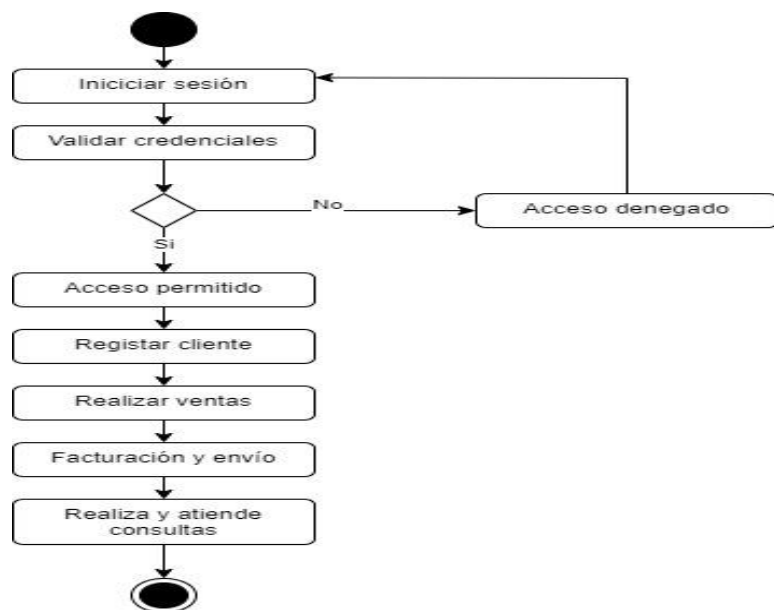 Iniciciar sesión
Validar credenciales
No
Acceso denegado
Si
Acceso permitido
Registar cliente
Realizar ventas
Facturación y envío
Realiza y atiende
consultas